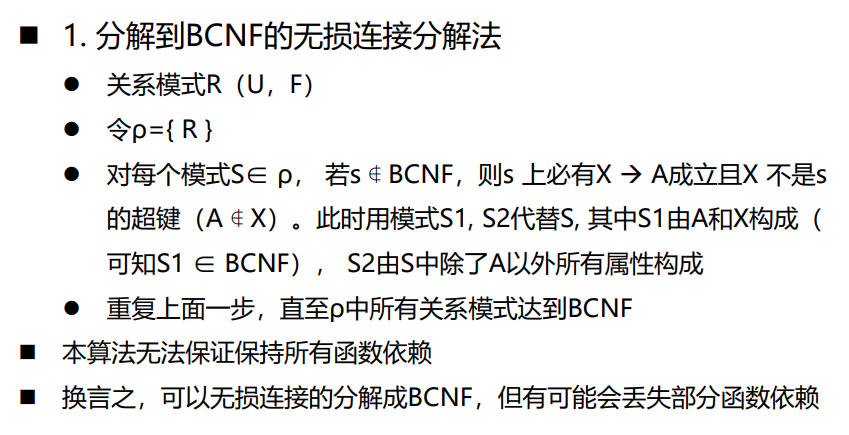 ■ 1. 分解到BCNF的无损连接分解法
● 关系模式R（U，F）
● 令ρ={ R }
● 对每个模式S∈ ρ， 若s ∉ BCNF，则s 上必有X → A成立且X 不是s
的超键（A ∉ X）。此时用模式S1, S2代替S, 其中S1由A和X构成（
可知S1 ∈ BCNF）， S2由S中除了A以外所有属性构成
● 重复上面一步，直至ρ中所有关系模式达到BCNF
■ 本算法无法保证保持所有函数依赖
■ 换言之，可以无损连接的分解成BCNF，但有可能会丢失部分函数依赖